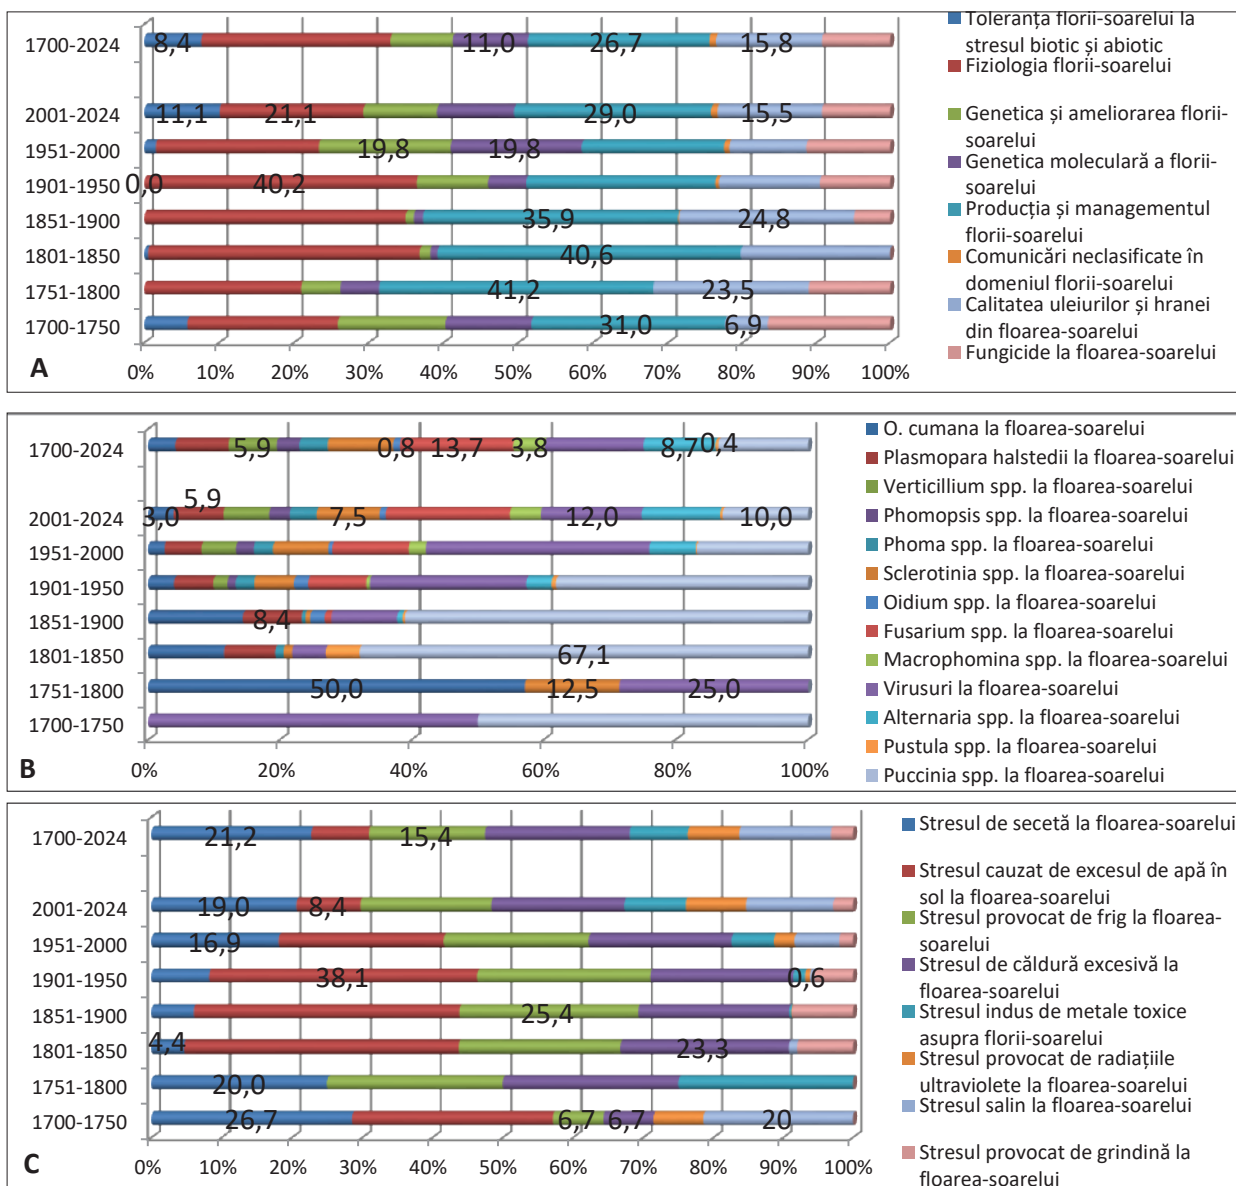 1700-2024
8,4
11,0
26,7
15,8
2001-2024
11,1
21,1
29,0
15,5
1951-2000
19,8
19,8
1901-1950
0,0
40,2
1851-1900
35,9
24,8
1801-1850
40,6
1751-1800
41,2
23,5
1700-1750
31,0
6,9
0% 10% 20% 30% 40% 50% 60% 70% 80% 90% 100%
A
Toleranța florii-soarelui la
stresul biotic și abiotic
Fiziologia florii-soarelui
Genetica și ameliorarea florii-
soarelui
Genetica moleculară a florii-
soarelui
Producția și managementul
florii-soarelui
Comunicări neclasificate în
domeniul florii-soarelui
Calitatea uleiurilor și hranei
din floarea-soarelui
Fungicide la floarea-soarelui
1700-2024
5,9
0,8
13,7
3,8
8,7
0,4
2001-2024
3,0
5,9
7,5
12,0
10,0
1951-2000
1901-1950
1851-1900
8,4
1801-1850
67,1
1751-1800
50,0
12,5
25,0
1700-1750
0% 20% 40% 60% 80% 100%
B
O. cumana la floarea-soarelui
Plasmopara halstedii la floarea-soarelui
Verticillium spp. la floarea-soarelui
Phomopsis spp. la floarea-soarelui
Phoma spp. la floarea-soarelui
Sclerotinia spp. la floarea-soarelui
Oidium spp. la floarea-soarelui
Fusarium spp. la floarea-soarelui
Macrophomina spp. la floarea-soarelui
Virusuri la floarea-soarelui
Alternaria spp. la floarea-soarelui
Pustula spp. la floarea-soarelui
Puccinia spp. la floarea-soarelui
1700-2024
21,2
15,4
2001-2024
19,0
8,4
1951-2000
16,9
1901-1950
38,1
0,6
1851-1900
25,4
1801-1850
4,4
23,3
1751-1800
20,0
1700-1750
26,7
6,7
6,7
20
0% 10% 20% 30% 40% 50% 60% 70% 80% 90% 100%
C
Stresul de secetă la floarea-soarelui
Stresul cauzat de excesul de apă în
sol la floarea-soarelui
Stresul provocat de frig la floarea-
soarelui
Stresul de căldură excesivă la
floarea-soarelui
Stresul indus de metale toxice
asupra florii-soarelui
Stresul provocat de radiațiile
ultraviolete la floarea-soarelui
Stresul salin la floarea-soarelui
Stresul provocat de grindină la
floarea-soarelui